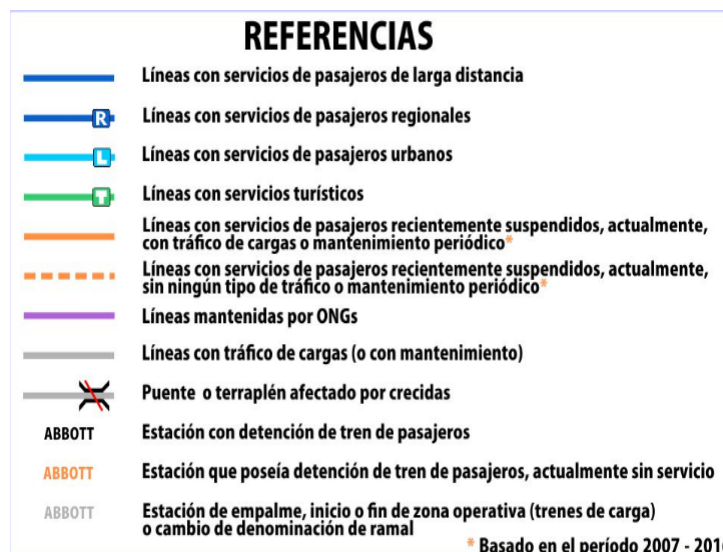 REFERENCIAS
Líneas con servicios de pasajeros de larga distancia
R Líneas con servicios de pasajeros regionales
L Líneas con servicios de pasajeros urbanos
T Líneas con servicios turísticos
Líneas con servicios de pasajeros recientemente suspendidos, actualmente,
con tráfico de cargas o mantenimiento periódico*
Líneas con servicios de pasajeros recientemente suspendidos, actualmente,
sin ningún tipo de tráfico o mantenimiento periódico*
Líneas mantenidas por ONGs
Líneas con tráfico de cargas (o con mantenimiento)
Puente o terraplén afectado por crecidas
ABBOTT Estación con detención de tren de pasajeros
ABBOTT Estación que poseía detención de tren de pasajeros, actualmente sin servicio
ABBOTT Estación de empalme, inicio o fin de zona operativa (trenes de carga)
o cambio de denominación de ramal
* Basado en el período 2007 -